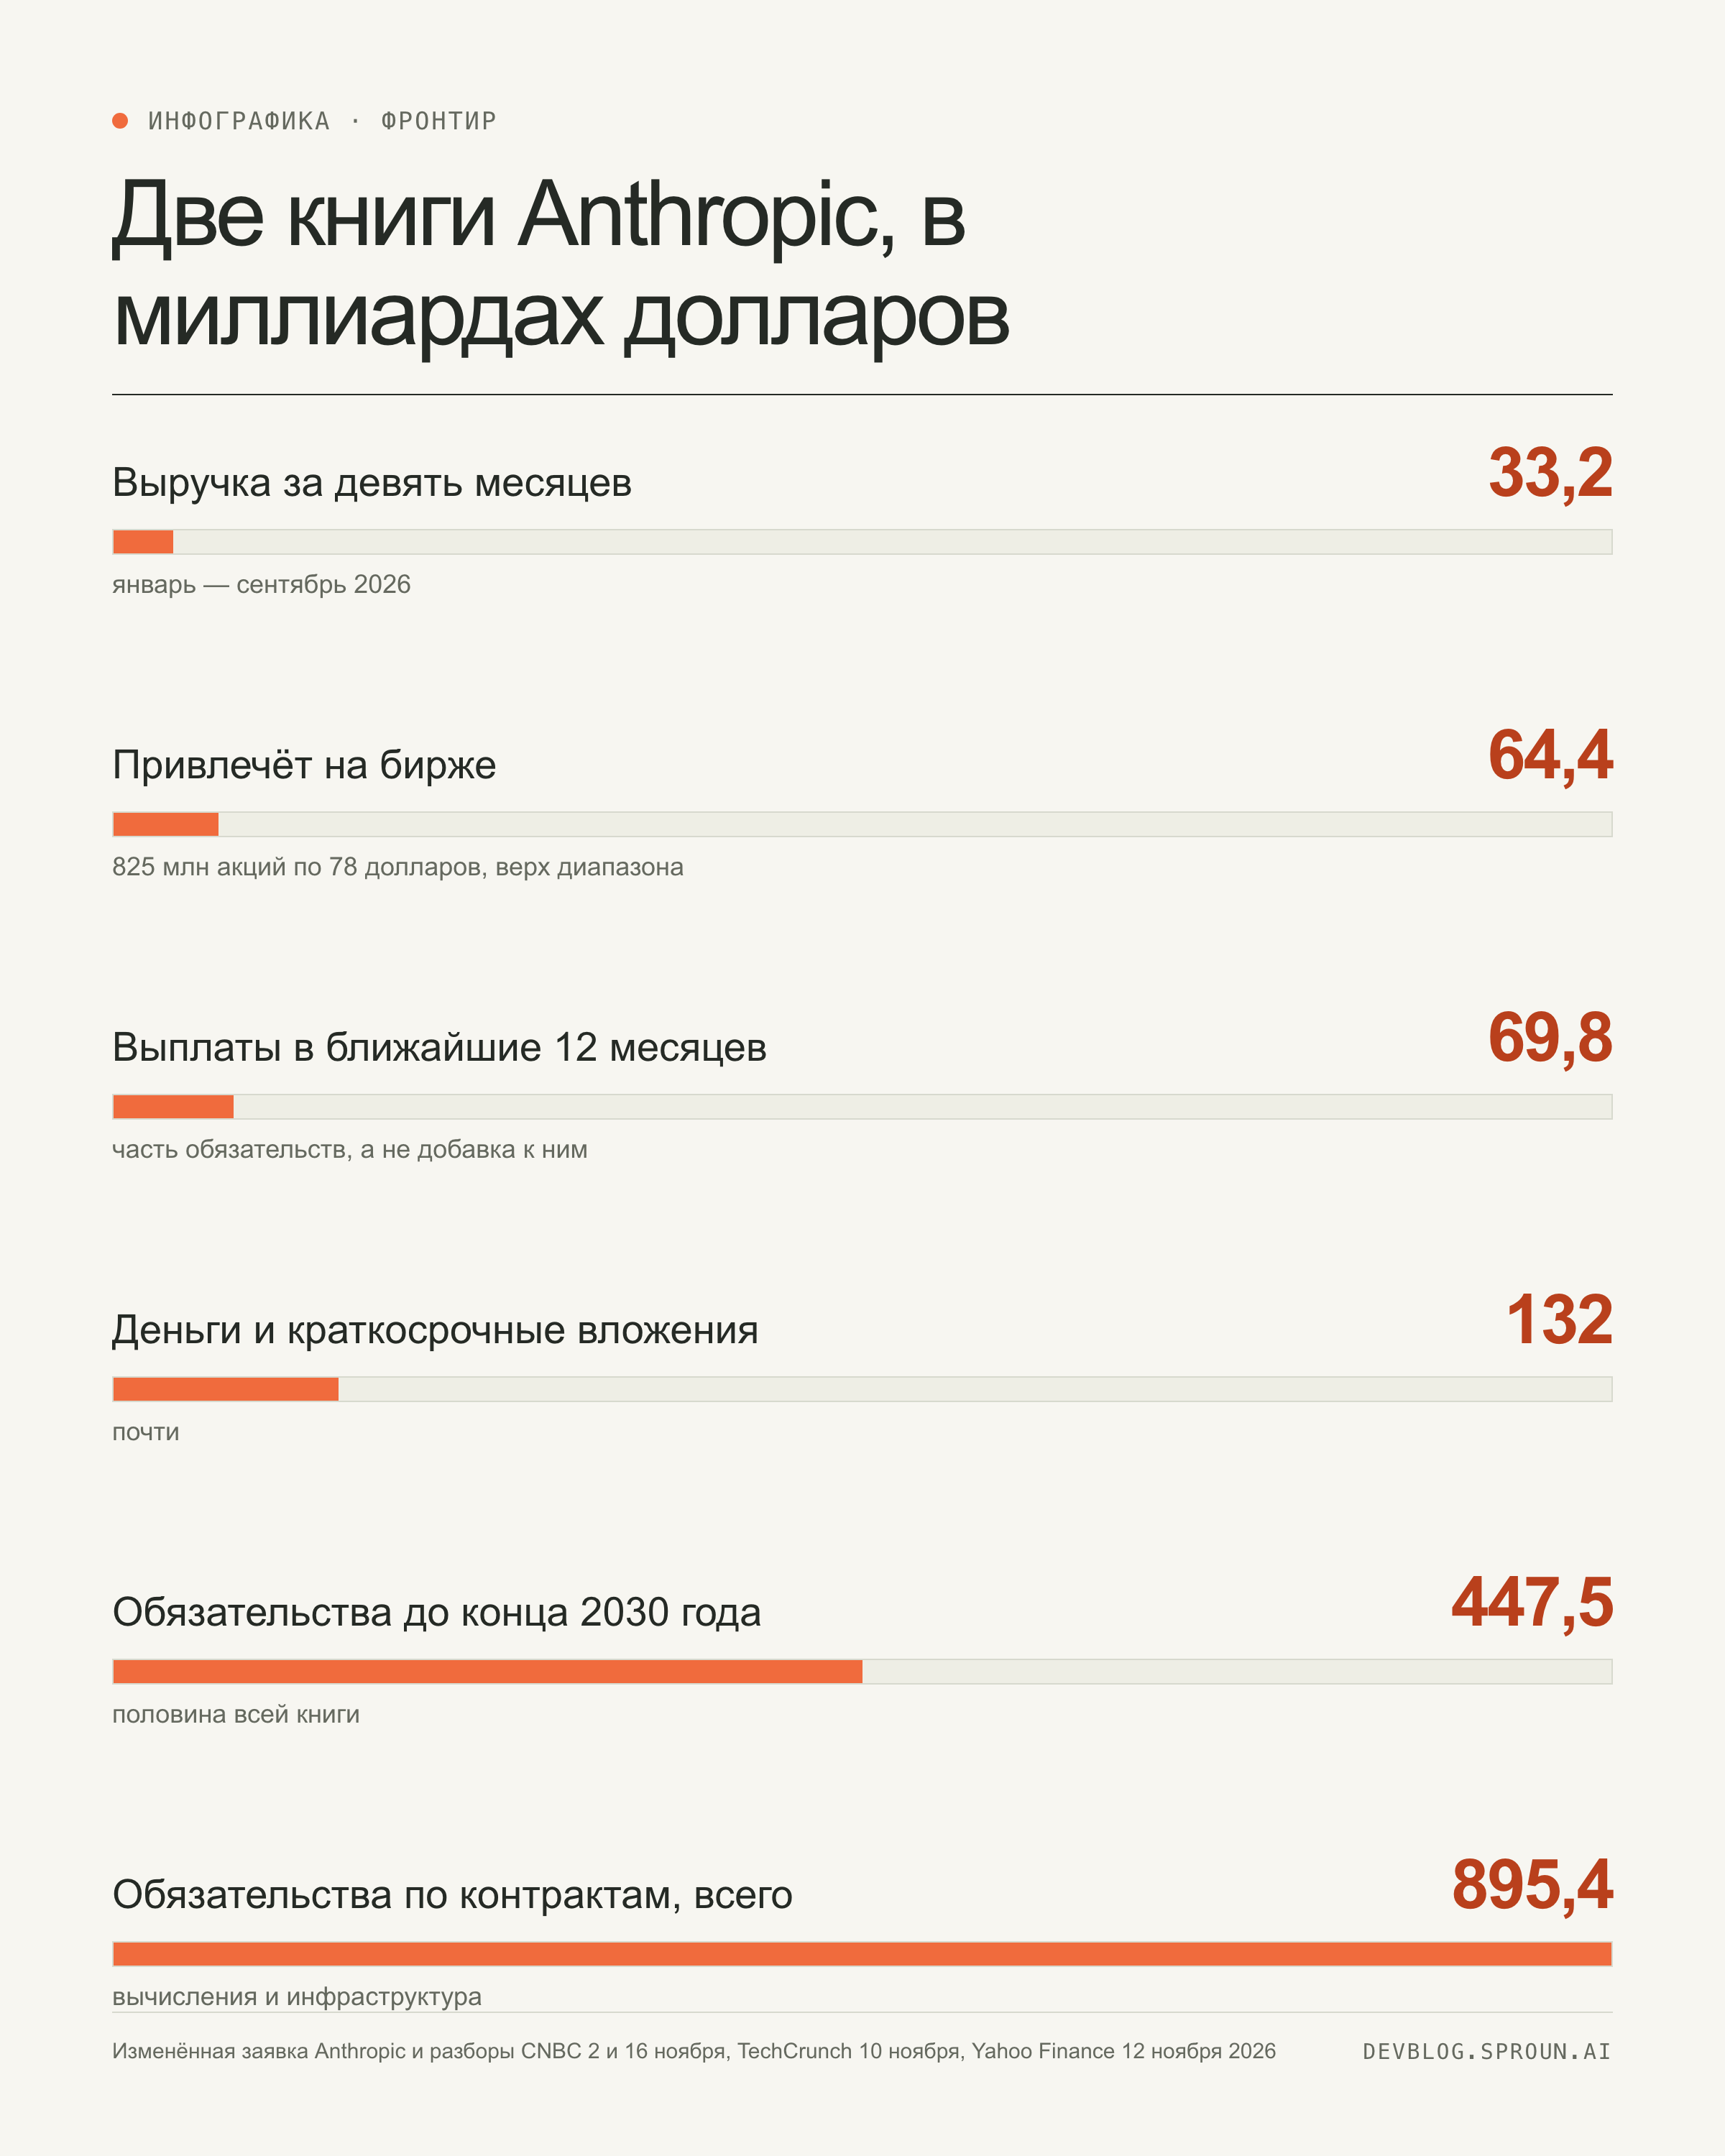 ИНФОГРАФИКА · ФРОНТИР
Две книги Anthropic, в
миллиардах долларов
Выручка за девять месяцев
33,2
январь — сентябрь 2026
Привлечёт на бирже
64,4
825 млн акций по 78 долларов, верх диапазона
Выплаты в ближайшие 12 месяцев
69,8
часть обязательств, а не добавка к ним
Деньги и краткосрочные вложения
132
почти
Обязательства до конца 2030 года
447,5
половина всей книги
Обязательства по контрактам, всего
895,4
вычисления и инфраструктура
Изменённая заявка Anthropic и разборы CNBC 2 и 16 ноября, TechCrunch 10 ноября, Yahoo Finance 12 ноября 2026
DEVBLOG.SPROUN.AI